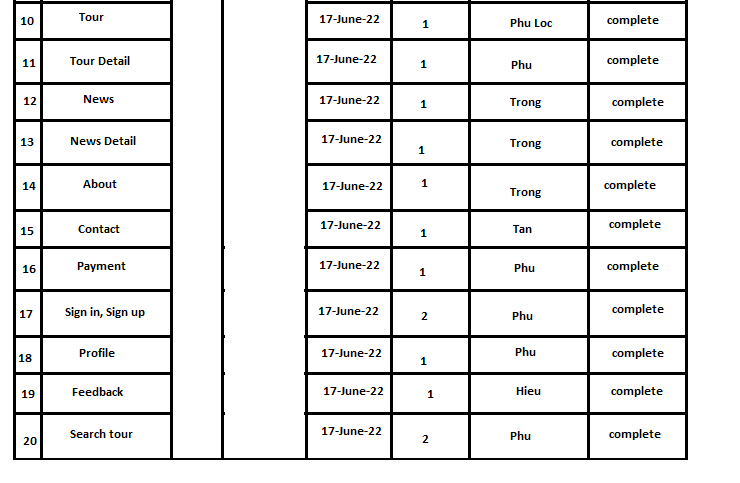 10 Tour 17-June-22 1 Phu Loc complete
11 Tour Detail 17-June-22 1 Phu complete
12 News 17-June-22 1 Trong complete
13 News Detail 17-June-22 1 Trong complete
14 About 17-June-22 1 Trong complete
15 Contact 17-June-22 1 Tan complete
16 Payment 17-June-22 1 Phu complete
17 Sign in, Sign up 17-June-22 2 Phu complete
18 Profile 17-June-22 1 Phu complete
19 Feedback 17-June-22 1 Hieu complete
20 Search tour 17-June-22 2 Phu complete